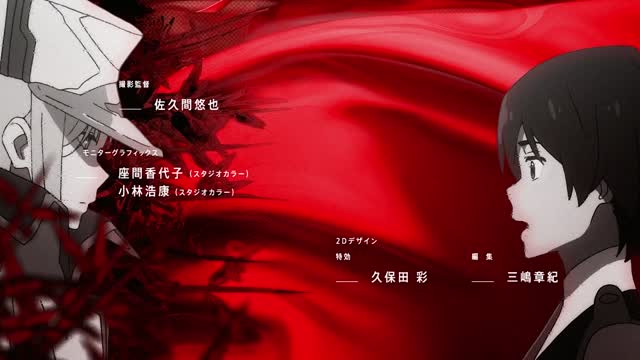 撮影監督
佐久間悠也
モニターグラフィックス
座間香代子(スタジオカラー)
小林浩康(スタジオカラー)
2Dデザイン
特効
久保田 彩
編 集
三嶋章紀